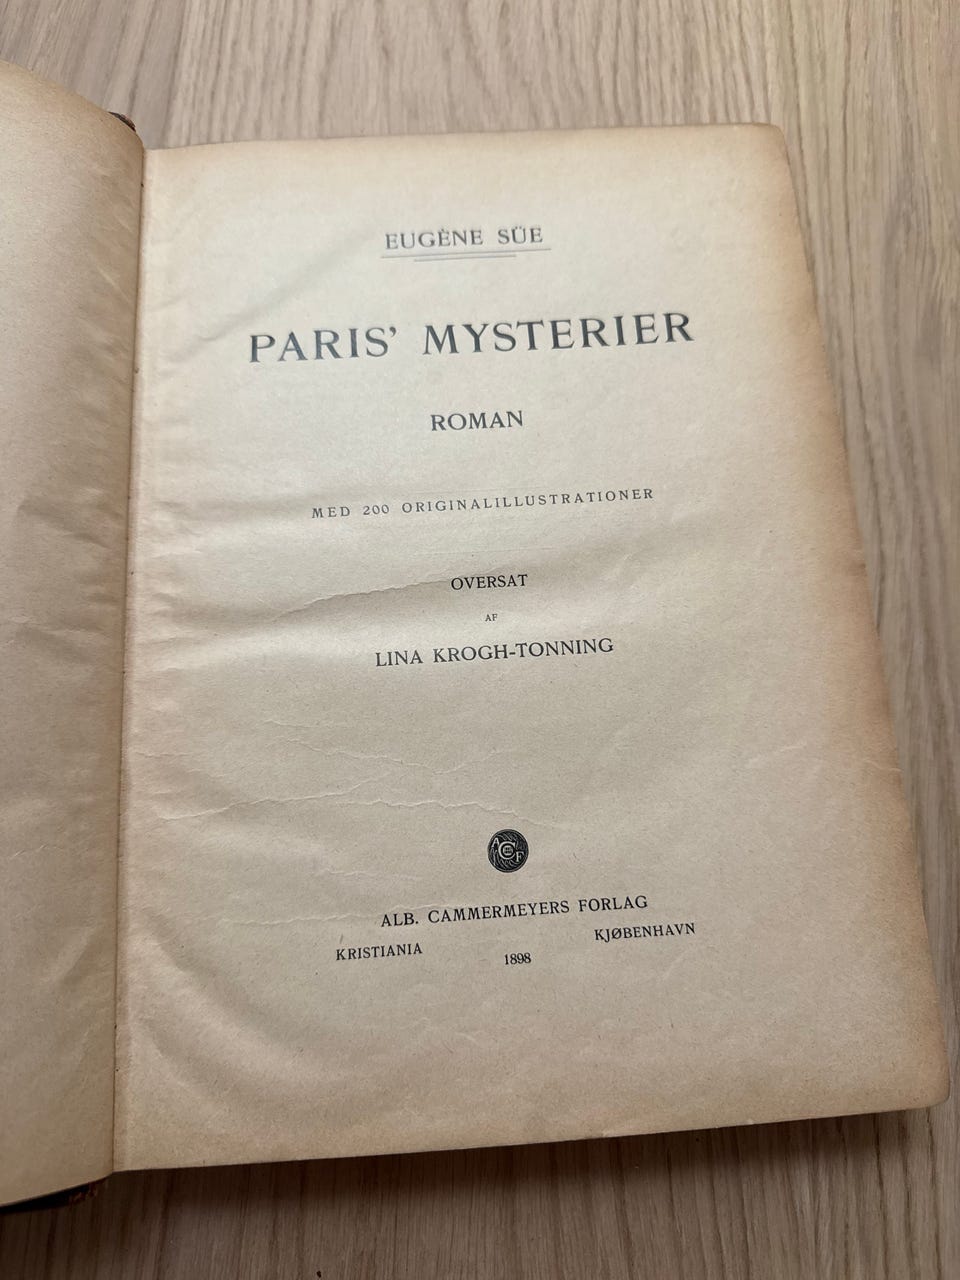 EUGÈNE SÜE
PARIS' MYSTERIER
ROMAN
MED 200 ORIGINALILLUSTRATIONER
OVERSAT
AF
LINA KROGH-TONNING
ACF
ALB. CAMMERMEYERS FORLAG
KRISTIANIA 1898 KJØBENHAVN